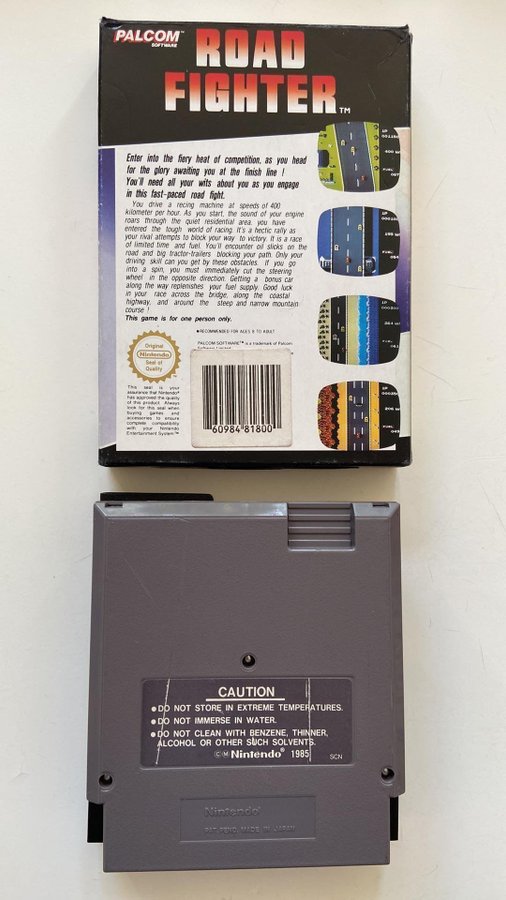 PALCOM™
SOFTWARE
ROAD
FIGHTER™
Enter into the fiery heat of competition, as you head
for the glory awaiting you at the finish line !
You'll need all your wits about you as you engage
in this fast-paced road fight.
You drive a racing machine at speeds of 400
kilometer per hour. As you start, the sound of your engine
roars through the quiet residential area, you have
entered the tough world of racing. It's a hectic rally as
your rival attempts to block your way to victory. It is a race
of limited time and fuel. You'll encounter oil slicks on the
road and big tractor-trailers blocking your path. Only your
driving skill can you get by these obstacles. If you go
into a spin, you must immediately cut the steering
wheel in the opposite direction. Getting a bonus car
along the way replenishes your fuel supply. Good luck
in your race across the bridge, along the coastal
highway, and around the steep and narrow mountain
course !
This game is for one person only.
●RECOMMENDED FOR AGES 8 TO ADULT
PALCOM SOFTWARE™ is a trademark of Palcom
Software Limited.
Original
Nintendo
Seal of
Quality
This seal is your
assurance that Nintendo®
has approved the quality
of this product. Always
look for this seal when
buying games and
accessories to ensure
complete compatibility
with your Nintendo
Entertainment System™
60984 81800
CAUTION
●DO NOT STORE IN EXTREME TEMPERATURES.
●DO NOT IMMERSE IN WATER.
●DO NOT CLEAN WITH BENZENE, THINNER,
ALCOHOL OR OTHER SUCH SOLVENTS.
©M Nintendo® 1985
SCN
Nintendo®
PAT. PEND. MADE IN JAPAN